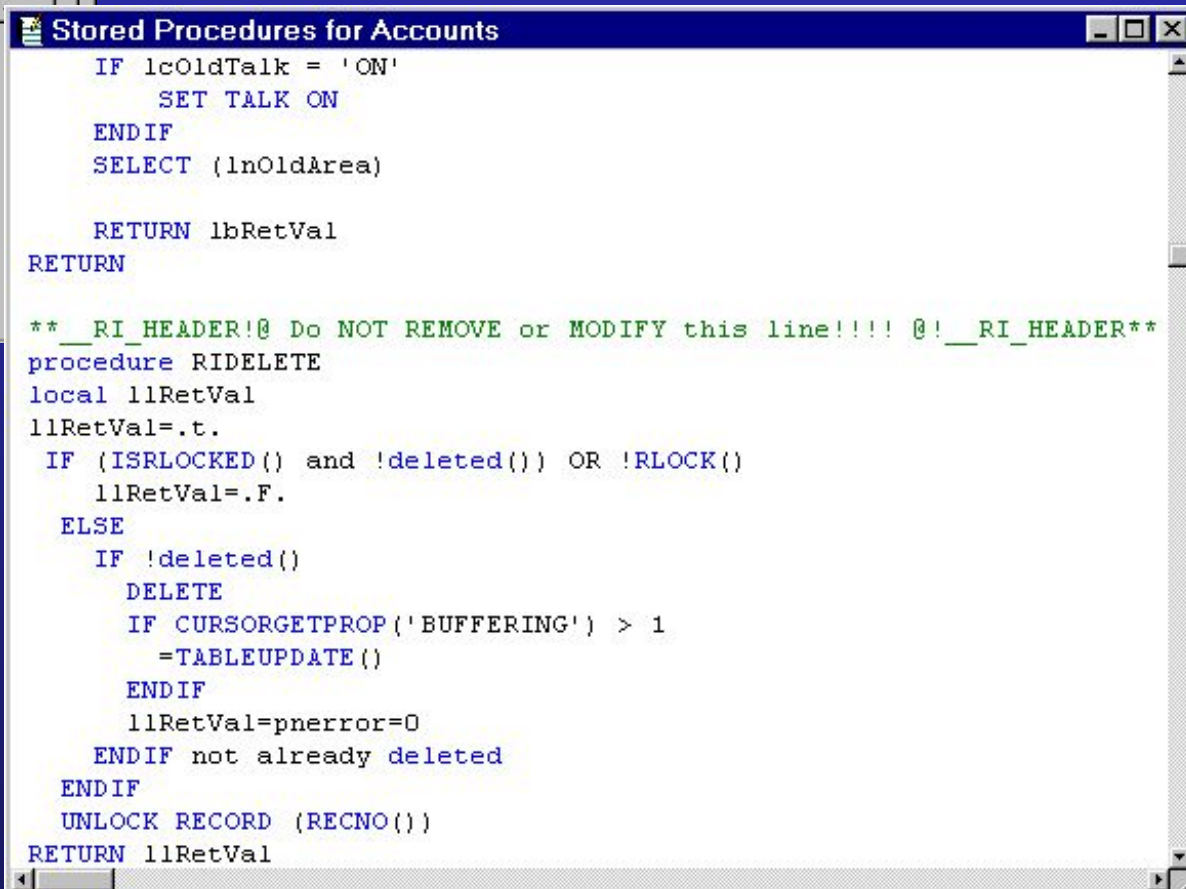 Stored Procedures for Accounts
IF lcOldTalk = 'ON'
SET TALK ON
ENDIF
SELECT (lnOldArea)
RETURN lbRetVal
RETURN
**__RI_HEADER!@ Do NOT REMOVE or MODIFY this line!!!! @!__RI_HEADER**
procedure RIDELETE
local llRetVal
llRetVal=.t.
IF (ISRLOCKED() and !deleted()) OR !RLOCK()
llRetVal=.F.
ELSE
IF !deleted()
DELETE
IF CURSORGETPROP('BUFFERING') > 1
=TABLEUPDATE()
ENDIF
llRetVal=pnerror=0
ENDIF not already deleted
ENDIF
UNLOCK RECORD (RECNO())
RETURN llRetVal